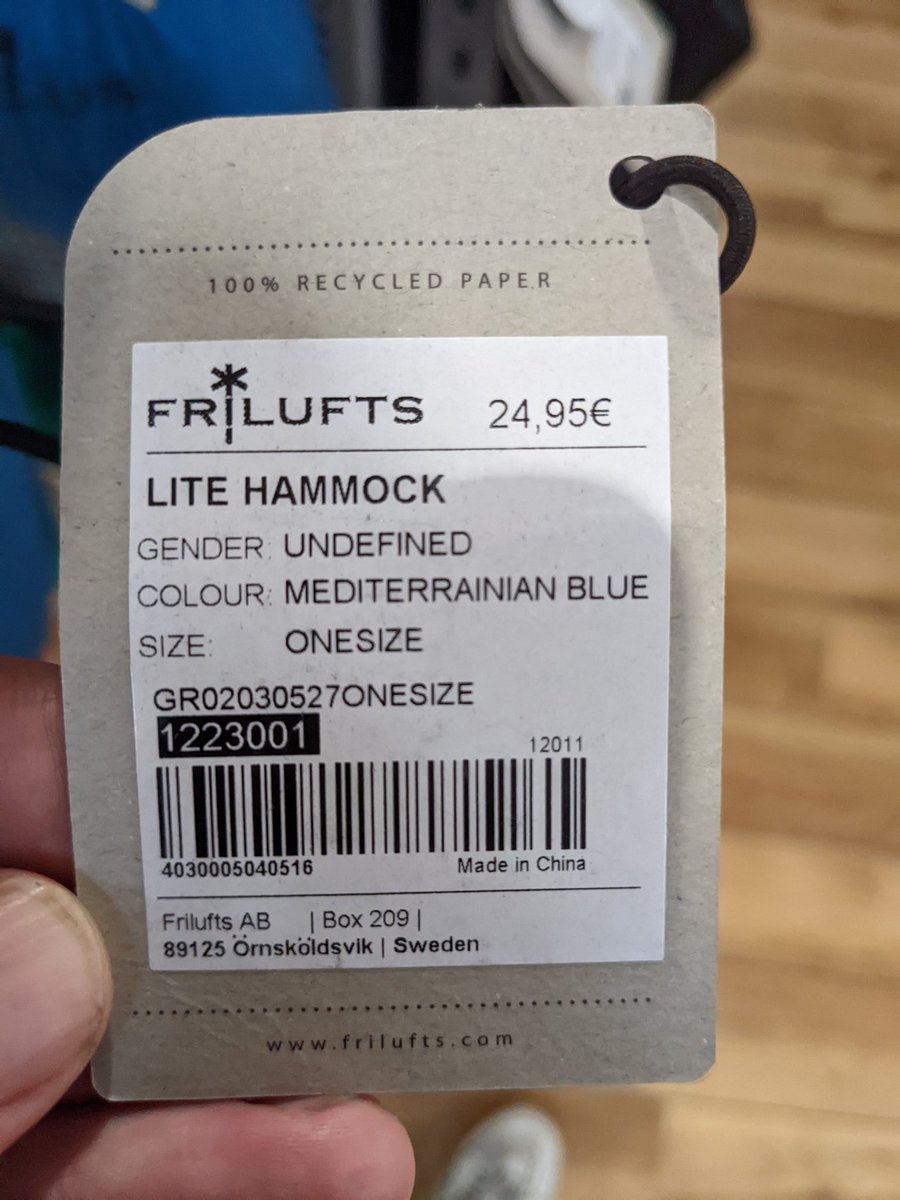 100% RECYCLED PAPER
FRILUFTS 24,95€
LITE HAMMOCK
GENDER: UNDEFINED
COLOUR: MEDITERRAINIAN BLUE
SIZE: ONESIZE
GR02030527ONESIZE
1223001
12011
4030005040516 Made in China
Frilufts AB | Box 209 |
89125 Örnsköldsvik | Sweden
www.frilufts.com